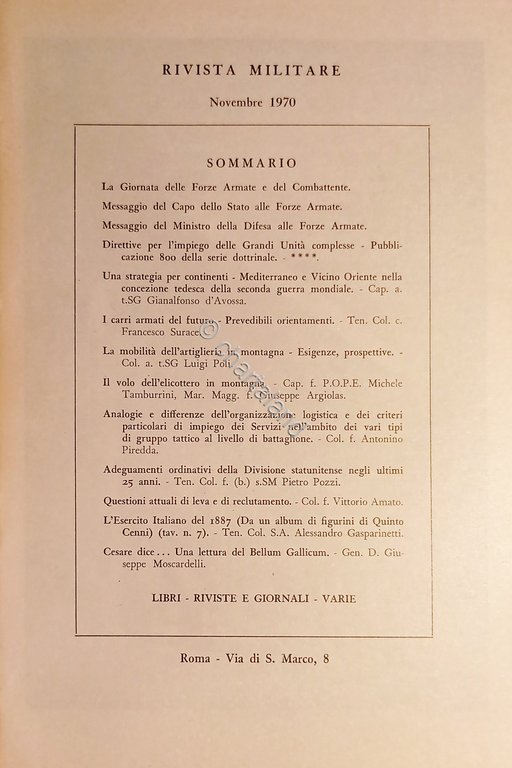 RIVISTA MILITARE
Novembre 1970
SOMMARIO
La Giornata delle Forze Armate e del Combattente.
Messaggio del Capo dello Stato alle Forze Armate.
Messaggio del Ministro della Difesa alle Forze Armate.
Direttive per l'impiego delle Grandi Unità complesse - Pubbli-
cazione 800 della serie dottrinale. - ****.
Una strategia per continenti - Mediterraneo e Vicino Oriente nella
concezione tedesca della seconda guerra mondiale. - Cap. a.
t.SG Gianalfonso d'Avossa.
I carri armati del futuro - Prevedibili orientamenti. - Ten. Col. c.
Francesco Surace.
La mobilità dell'artiglieria in montagna - Esigenze, prospettive. -
Col. a. t.SG Luigi Poli.
Il volo dell'elicottero in montagna. - Cap. f. P.O.P.E. Michele
Tamburrini, Mar. Magg. f. Giuseppe Argiolas.
Analogie e differenze dell'organizzazione logistica e dei criteri
particolari di impiego dei Servizi nell'ambito dei vari tipi
di gruppo tattico al livello di battaglione. - Col. f. Antonino
Piredda.
Adeguamenti ordinativi della Divisione statunitense negli ultimi
25 anni. - Ten. Col. f. (b.) s.SM Pietro Pozzi.
Questioni attuali di leva e di reclutamento. - Col. f. Vittorio Amato.
L'Esercito Italiano del 1887 (Da un album di figurini di Quinto
Cenni) (tav. n. 7). - Ten. Col. S.A. Alessandro Gasparinetti.
Cesare dice... Una lettura del Bellum Gallicum. - Gen. D. Giu-
seppe Moscardelli.
LIBRI - RIVISTE E GIORNALI - VARIE
Roma - Via di S. Marco, 8